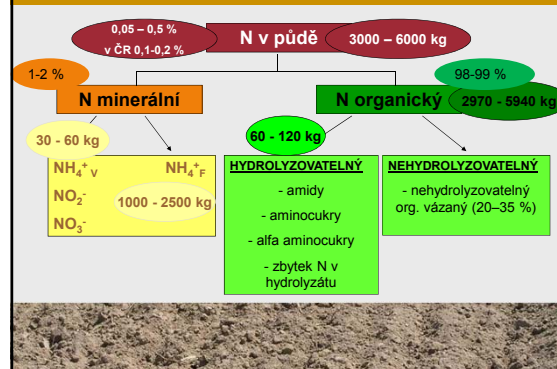 0,05 – 0,5 %
v ČR 0,1-0,2 %
N v půdě
3000 – 6000 kg
1-2 %
98-99 %
N minerální
N organický
2970 - 5940 kg
30 - 60 kg
60 - 120 kg
NH₄⁺ V
NH₄⁺ F
NO₂⁻
1000 - 2500 kg
NO₃⁻
HYDROLYZOVATELNÝ
- amidy
- aminocukry
- alfa aminocukry
- zbytek N v
hydrolyzátu
NEHYDROLYZOVATELNÝ
- nehydrolyzovatelný
org. vázaný (20–35 %)